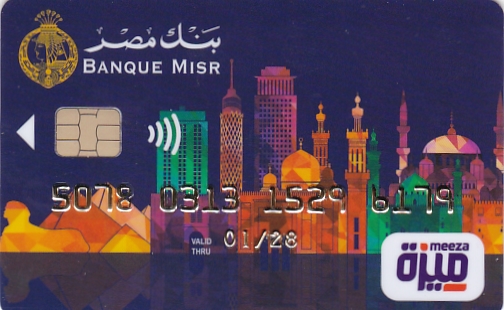 بنك مصر
BANQUE MISR
5078 0313 1529 6179
VALID
THRU 01/28
meeza
ميزة